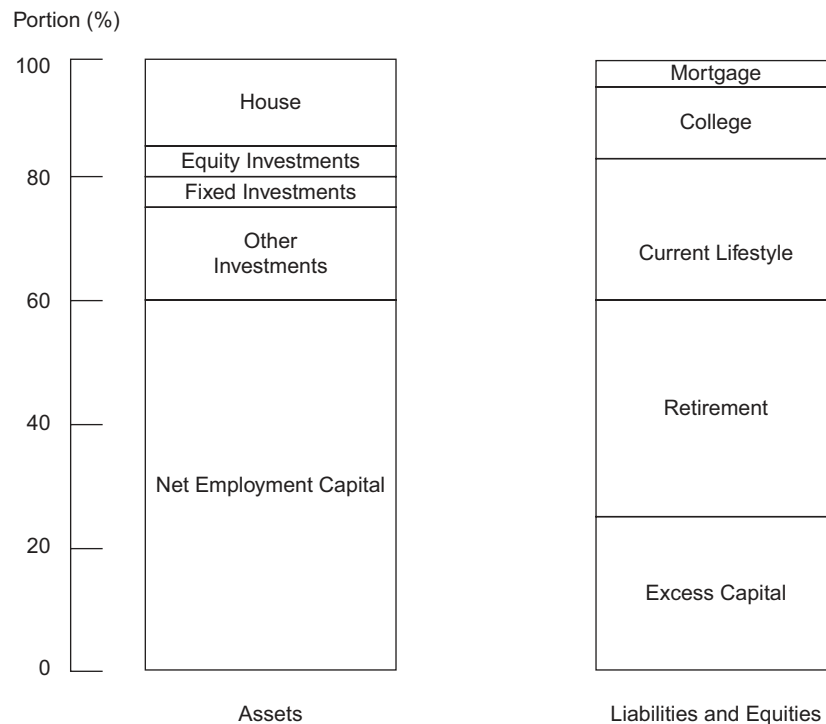 Portion (%)
100
80
60
40
20
0
House
Equity Investments
Fixed Investments
Other
Investments
Net Employment Capital
Assets
Mortgage
College
Current Lifestyle
Retirement
Excess Capital
Liabilities and Equities